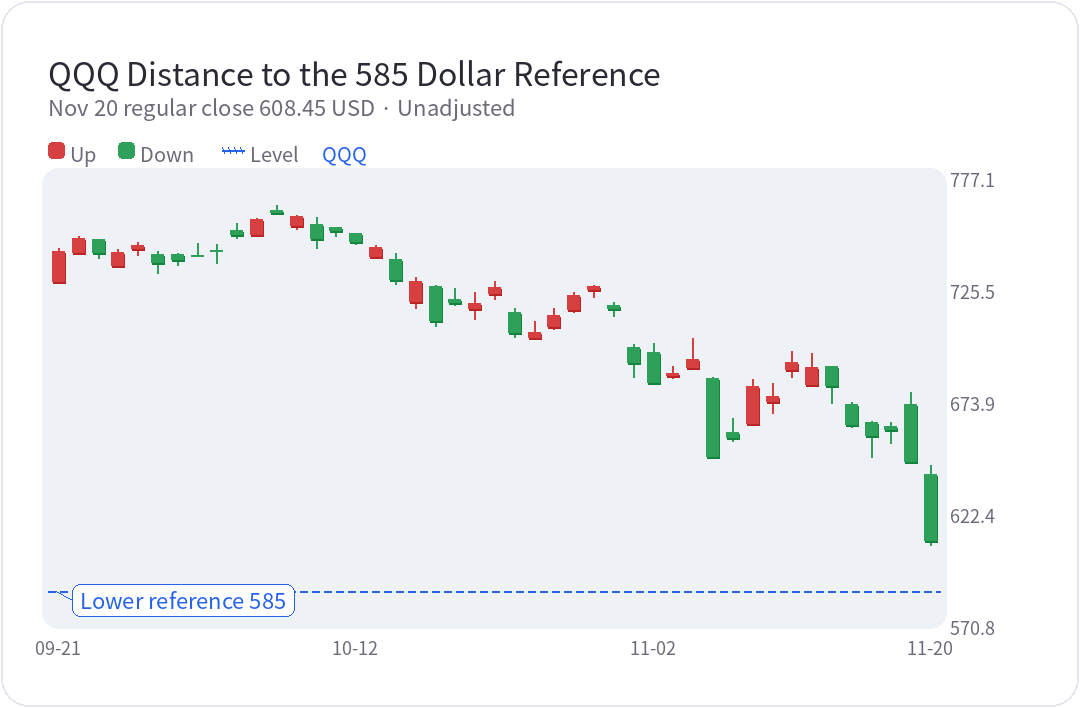 QQQ Distance to the 585 Dollar Reference
Nov 20 regular close 608.45 USD · Unadjusted
Up Down Level QQQ
777.1
725.5
673.9
622.4
Lower reference 585
570.8
09-21 10-12 11-02 11-20